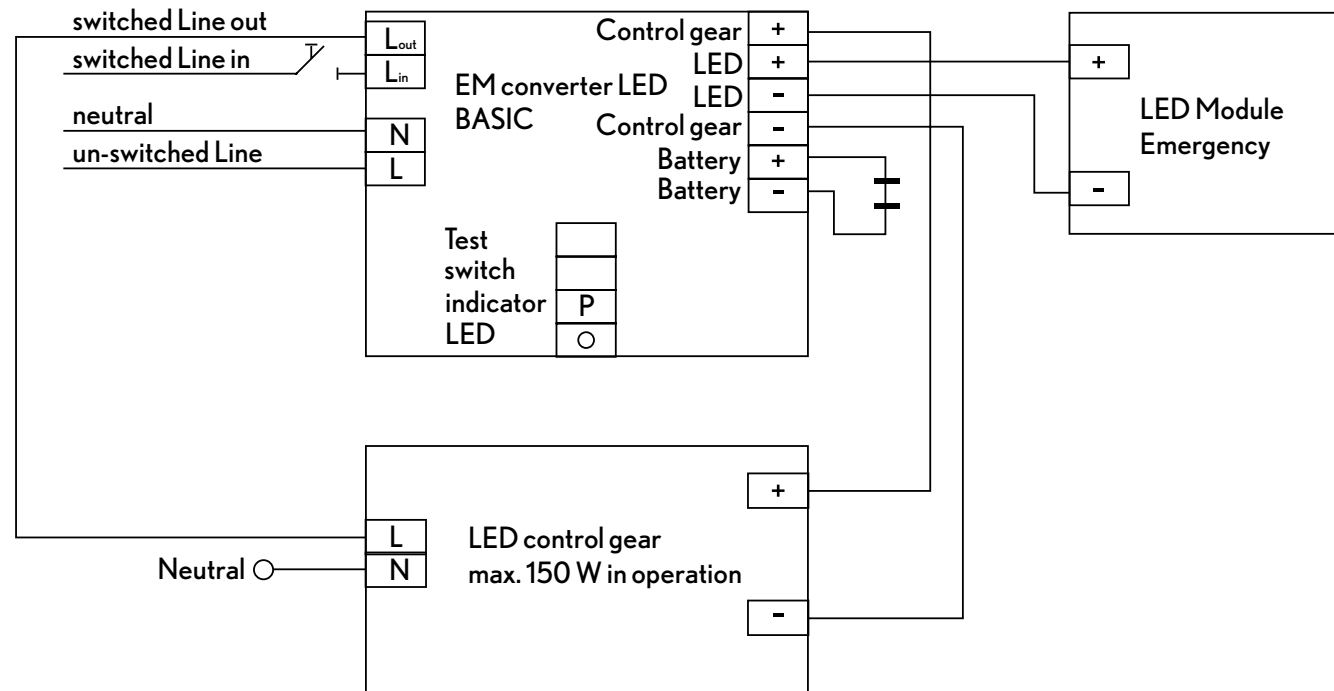 switched Line out
switched Line in
neutral
un-switched Line
Lout
Lin
N
L
EM converter LED
BASIC
Control gear +
LED +
LED -
Control gear -
Battery +
Battery -
Test
switch
indicator P
LED
+
-
LED Module
Emergency
L
N
Neutral
LED control gear
max. 150 W in operation
+
-